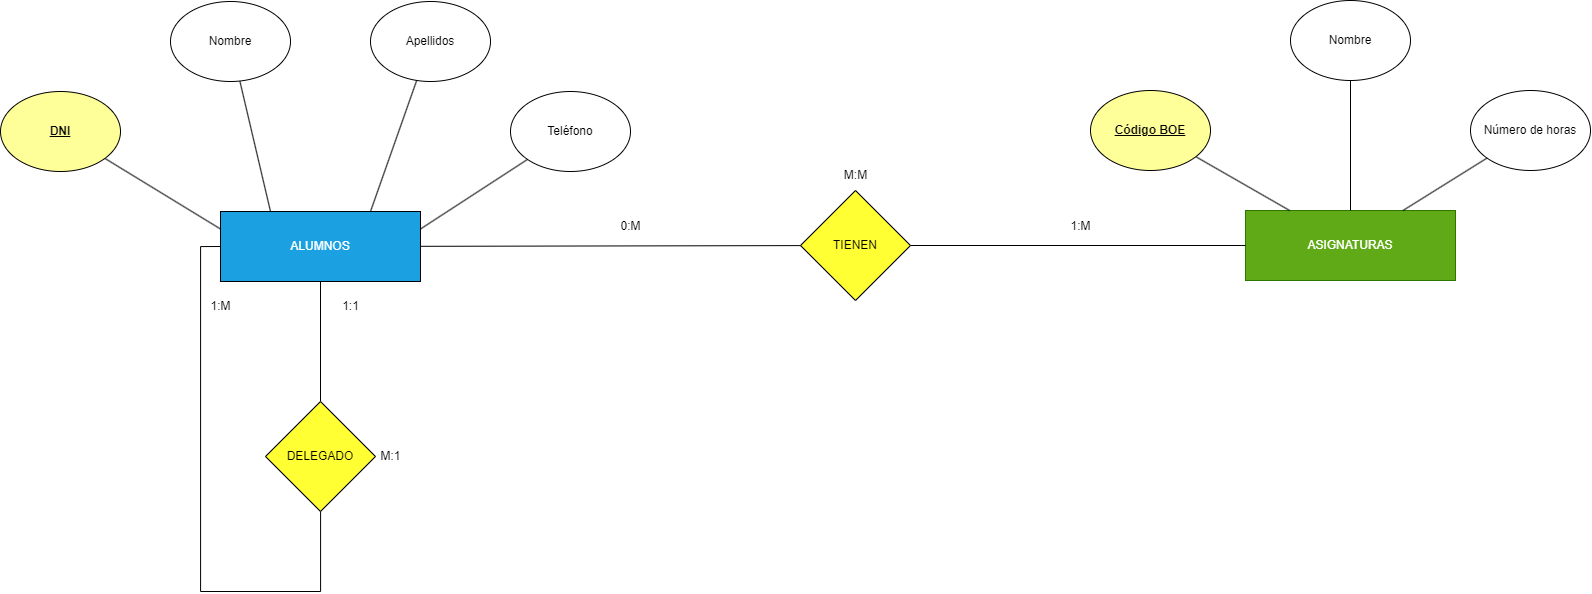 Nombre
Apellidos
Nombre
DNI
Teléfono
Código BOE
Número de horas
M:M
0:M
1:M
ALUMNOS
TIENEN
ASIGNATURAS
1:M
1:1
DELEGADO
M:1